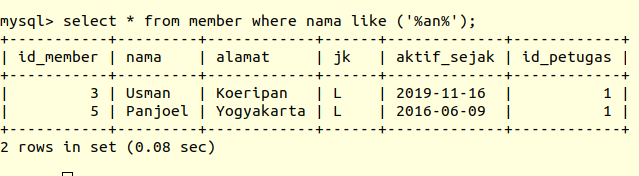 mysql> select * from member where nama like ('%an%');
+-----------+---------+------------+------+-------------+------------+
| id_member | nama    | alamat     | jk   | aktif_sejak | id_petugas |
+-----------+---------+------------+------+-------------+------------+
|         3 | Usman   | Koeripan   | L    | 2019-11-16  |          1 |
|         5 | Panjoel | Yogyakarta | L    | 2016-06-09  |          1 |
+-----------+---------+------------+------+-------------+------------+
2 rows in set (0.08 sec)